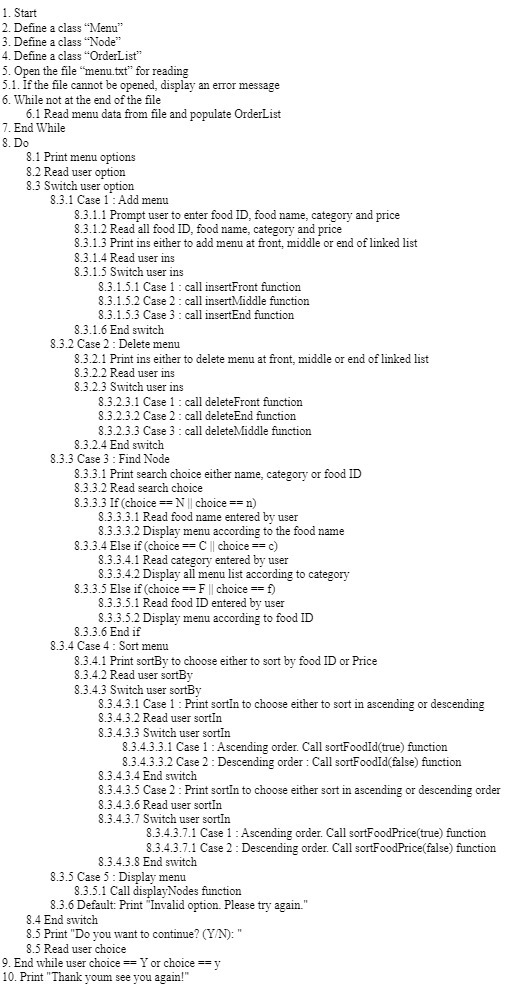 1. Start
2. Define a class “Menu”
3. Define a class “Node”
4. Define a class “OrderList”
5. Open the file “menu.txt” for reading
5.1. If the file cannot be opened, display an error message
6. While not at the end of the file
6.1 Read menu data from file and populate OrderList
7. End While
8. Do
8.1 Print menu options
8.2 Read user option
8.3 Switch user option
8.3.1 Case 1 : Add menu
8.3.1.1 Prompt user to enter food ID, food name, category and price
8.3.1.2 Read all food ID, food name, category and price
8.3.1.3 Print ins either to add menu at front, middle or end of linked list
8.3.1.4 Read user ins
8.3.1.5 Switch user ins
8.3.1.5.1 Case 1 : call insertFront function
8.3.1.5.2 Case 2 : call insertMiddle function
8.3.1.5.3 Case 3 : call insertEnd function
8.3.1.6 End switch
8.3.2 Case 2 : Delete menu
8.3.2.1 Print ins either to delete menu at front, middle or end of linked list
8.3.2.2 Read user ins
8.3.2.3 Switch user ins
8.3.2.3.1 Case 1 : call deleteFront function
8.3.2.3.2 Case 2 : call deleteEnd function
8.3.2.3.3 Case 3 : call deleteMiddle function
8.3.2.4 End switch
8.3.3 Case 3 : Find Node
8.3.3.1 Print search choice either name, category or food ID
8.3.3.2 Read search choice
8.3.3.3 If (choice == N || choice == n)
8.3.3.3.1 Read food name entered by user
8.3.3.3.2 Display menu according to the food name
8.3.3.4 Else if (choice == C || choice == c)
8.3.3.4.1 Read category entered by user
8.3.3.4.2 Display all menu list according to category
8.3.3.5 Else if (choice == F || choice == f)
8.3.3.5.1 Read food ID entered by user
8.3.3.5.2 Display menu according to food ID
8.3.3.6 End if
8.3.4 Case 4 : Sort menu
8.3.4.1 Print sortBy to choose either to sort by food ID or Price
8.3.4.2 Read user sortBy
8.3.4.3 Switch user sortBy
8.3.4.3.1 Case 1 : Print sortIn to choose either to sort in ascending or descending
8.3.4.3.2 Read user sortIn
8.3.4.3.3 Switch user sortIn
8.3.4.3.3.1 Case 1 : Ascending order. Call sortFoodId(true) function
8.3.4.3.3.2 Case 2 : Descending order : Call sortFoodId(false) function
8.3.4.3.4 End switch
8.3.4.3.5 Case 2 : Print sortIn to choose either sort in ascending or descending order
8.3.4.3.6 Read user sortIn
8.3.4.3.7 Switch user sortIn
8.3.4.3.7.1 Case 1 : Ascending order. Call sortFoodPrice(true) function
8.3.4.3.7.1 Case 2 : Descending order. Call sortFoodPrice(false) function
8.3.4.3.8 End switch
8.3.5 Case 5 : Display menu
8.3.5.1 Call displayNodes function
8.3.6 Default: Print "Invalid option. Please try again."
8.4 End switch
8.5 Print "Do you want to continue? (Y/N): "
8.5 Read user choice
9. End while user choice == Y or choice == y
10. Print "Thank youm see you again!"